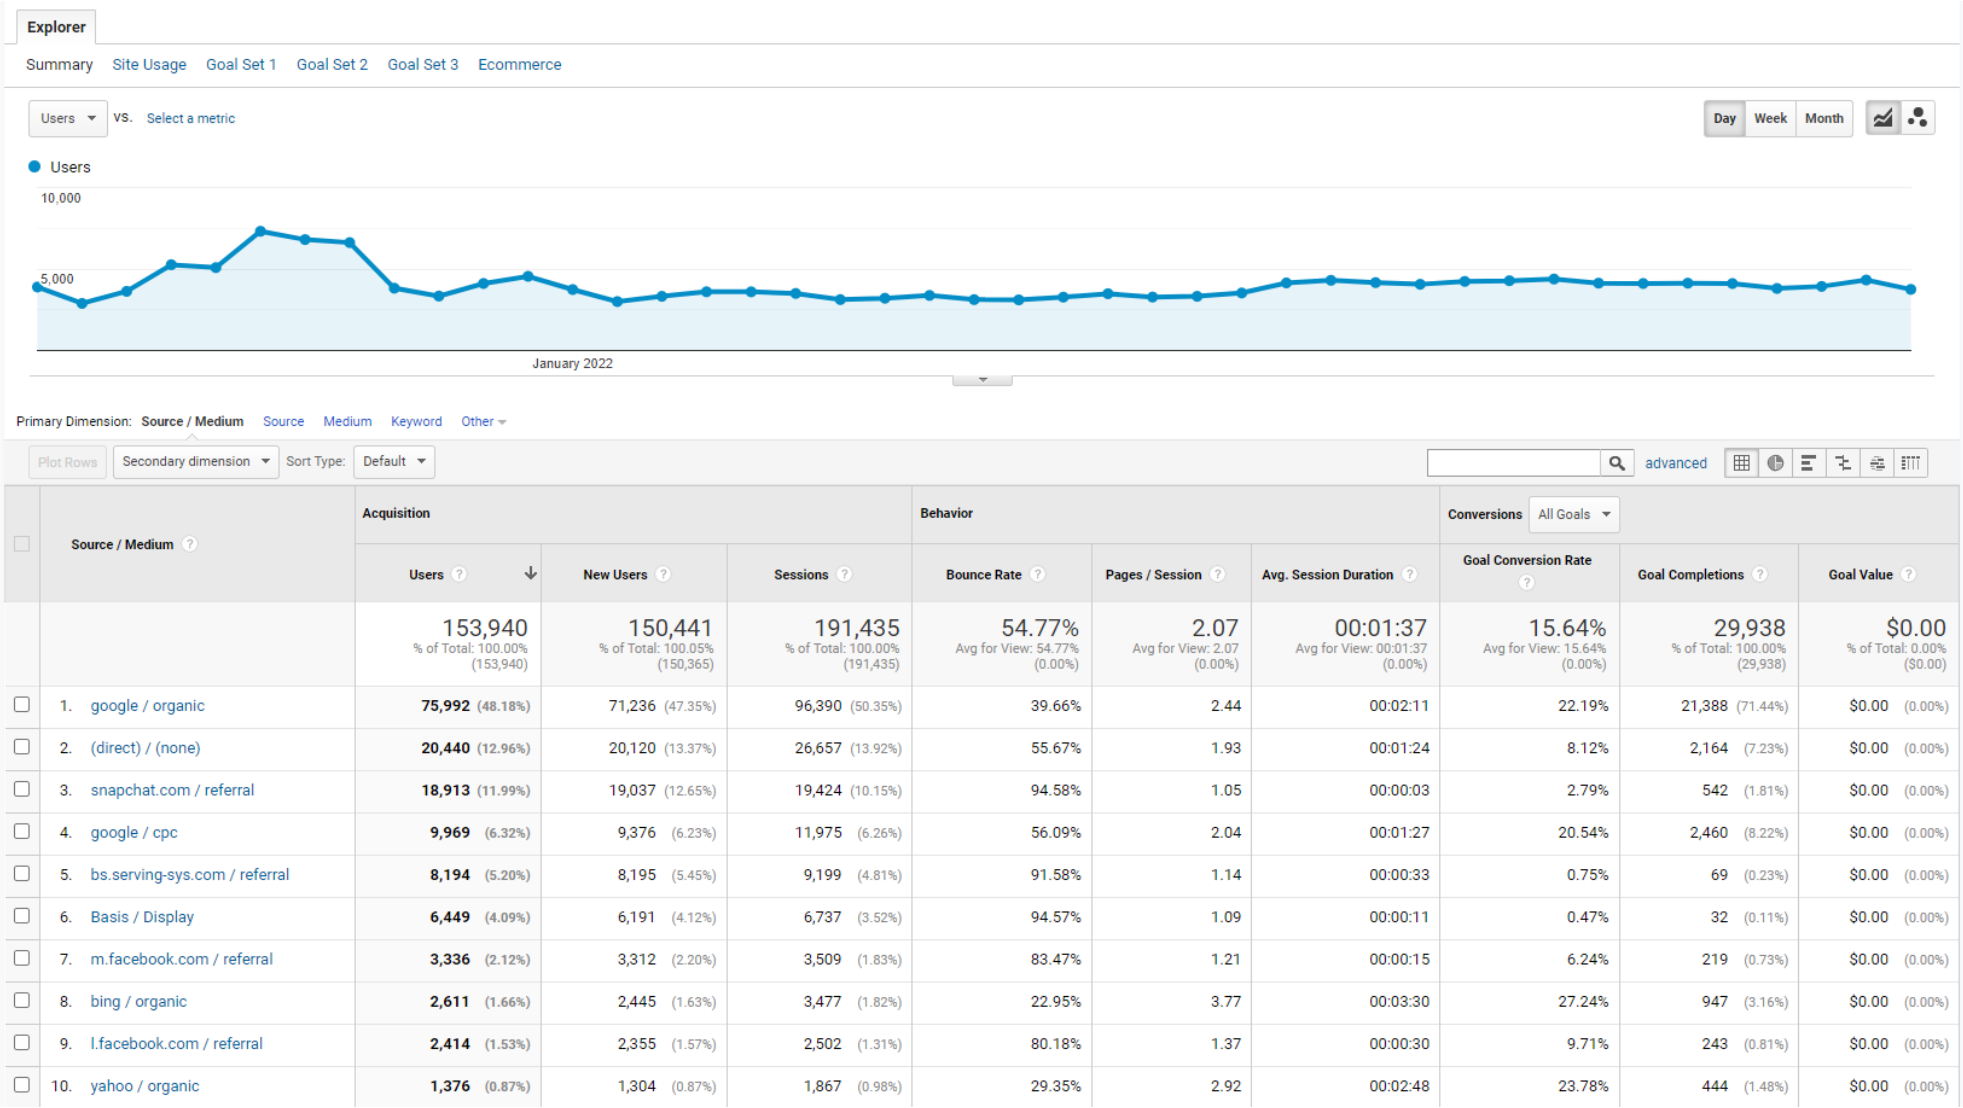 Explorer
Summary Site Usage Goal Set 1 Goal Set 2 Goal Set 3 Ecommerce
Users VS. Select a metric Day Week Month
Users
10,000
5,000
January 2022
Primary Dimension: Source / Medium Source Medium Keyword Other
Plot Rows Secondary dimension Sort Type: Default advanced
Acquisition Behavior Conversions All Goals
Source / Medium ? Users ? New Users ? Sessions ? Bounce Rate ? Pages / Session ? Avg. Session Duration ? Goal Conversion Rate ? Goal Completions ? Goal Value ?
153,940 150,441 191,435 54.77% 2.07 00:01:37 15.64% 29,938 $0.00
% of Total: 100.00% % of Total: 100.05% % of Total: 100.00% Avg for View: 54.77% Avg for View: 2.07 Avg for View: 00:01:37 Avg for View: 15.64% % of Total: 100.00% % of Total: 0.00%
(153,940) (150,365) (191,435) (0.00%) (0.00%) (0.00%) (0.00%) (29,938) ($0.00)
1. google / organic 75,992 (48.18%) 71,236 (47.35%) 96,390 (50.35%) 39.66% 2.44 00:02:11 22.19% 21,388 (71.44%) $0.00 (0.00%)
2. (direct) / (none) 20,440 (12.96%) 20,120 (13.37%) 26,657 (13.92%) 55.67% 1.93 00:01:24 8.12% 2,164 (7.23%) $0.00 (0.00%)
3. snapchat.com / referral 18,913 (11.99%) 19,037 (12.65%) 19,424 (10.15%) 94.58% 1.05 00:00:03 2.79% 542 (1.81%) $0.00 (0.00%)
4. google / cpc 9,969 (6.32%) 9,376 (6.23%) 11,975 (6.26%) 56.09% 2.04 00:01:27 20.54% 2,460 (8.22%) $0.00 (0.00%)
5. bs.serving-sys.com / referral 8,194 (5.20%) 8,195 (5.45%) 9,199 (4.81%) 91.58% 1.14 00:00:33 0.75% 69 (0.23%) $0.00 (0.00%)
6. Basis / Display 6,449 (4.09%) 6,191 (4.12%) 6,737 (3.52%) 94.57% 1.09 00:00:11 0.47% 32 (0.11%) $0.00 (0.00%)
7. m.facebook.com / referral 3,336 (2.12%) 3,312 (2.20%) 3,509 (1.83%) 83.47% 1.21 00:00:15 6.24% 219 (0.73%) $0.00 (0.00%)
8. bing / organic 2,611 (1.66%) 2,445 (1.63%) 3,477 (1.82%) 22.95% 3.77 00:03:30 27.24% 947 (3.16%) $0.00 (0.00%)
9. l.facebook.com / referral 2,414 (1.53%) 2,355 (1.57%) 2,502 (1.31%) 80.18% 1.37 00:00:30 9.71% 243 (0.81%) $0.00 (0.00%)
10. yahoo / organic 1,376 (0.87%) 1,304 (0.87%) 1,867 (0.98%) 29.35% 2.92 00:02:48 23.78% 444 (1.48%) $0.00 (0.00%)